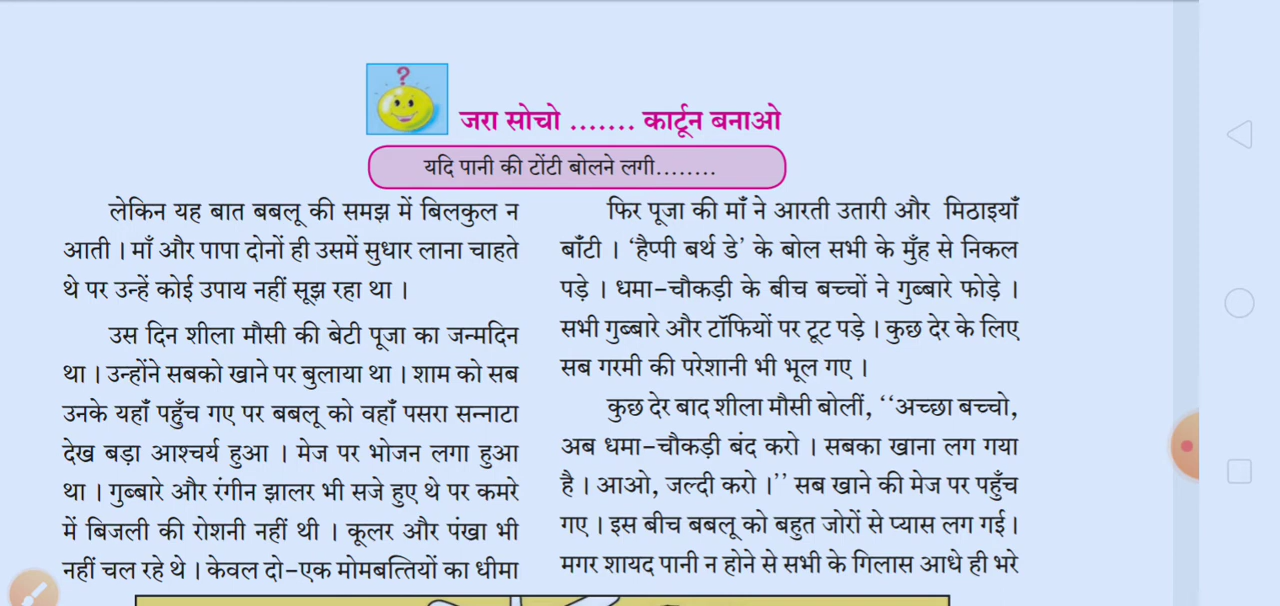 ?
जरा सोचो ....... कार्टून बनाओ
यदि पानी की टोंटी बोलने लगी........
लेकिन यह बात बबलू की समझ में बिलकुल न
आती । माँ और पापा दोनों ही उसमें सुधार लाना चाहते
थे पर उन्हें कोई उपाय नहीं सूझ रहा था ।
उस दिन शीला मौसी की बेटी पूजा का जन्मदिन
था । उन्होंने सबको खाने पर बुलाया था । शाम को सब
उनके यहाँ पहुँच गए पर बबलू को वहाँ पसरा सन्नाटा
देख बड़ा आश्चर्य हुआ । मेज पर भोजन लगा हुआ
था । गुब्बारे और रंगीन झालर भी सजे हुए थे पर कमरे
में बिजली की रोशनी नहीं थी । कूलर और पंखा भी
नहीं चल रहे थे । केवल दो-एक मोमबत्तियों का धीमा
फिर पूजा की माँ ने आरती उतारी और मिठाइयाँ
बाँटी । ‘हैप्पी बर्थ डे’ के बोल सभी के मुँह से निकल
पड़े । धमा-चौकड़ी के बीच बच्चों ने गुब्बारे फोड़े ।
सभी गुब्बारे और टॉफियों पर टूट पड़े । कुछ देर के लिए
सब गरमी की परेशानी भी भूल गए ।
कुछ देर बाद शीला मौसी बोलीं, ‘‘अच्छा बच्चो,
अब धमा-चौकड़ी बंद करो । सबका खाना लग गया
है । आओ, जल्दी करो ।’’ सब खाने की मेज पर पहुँच
गए । इस बीच बबलू को बहुत जोरों से प्यास लग गई ।
मगर शायद पानी न होने से सभी के गिलास आधे ही भरे